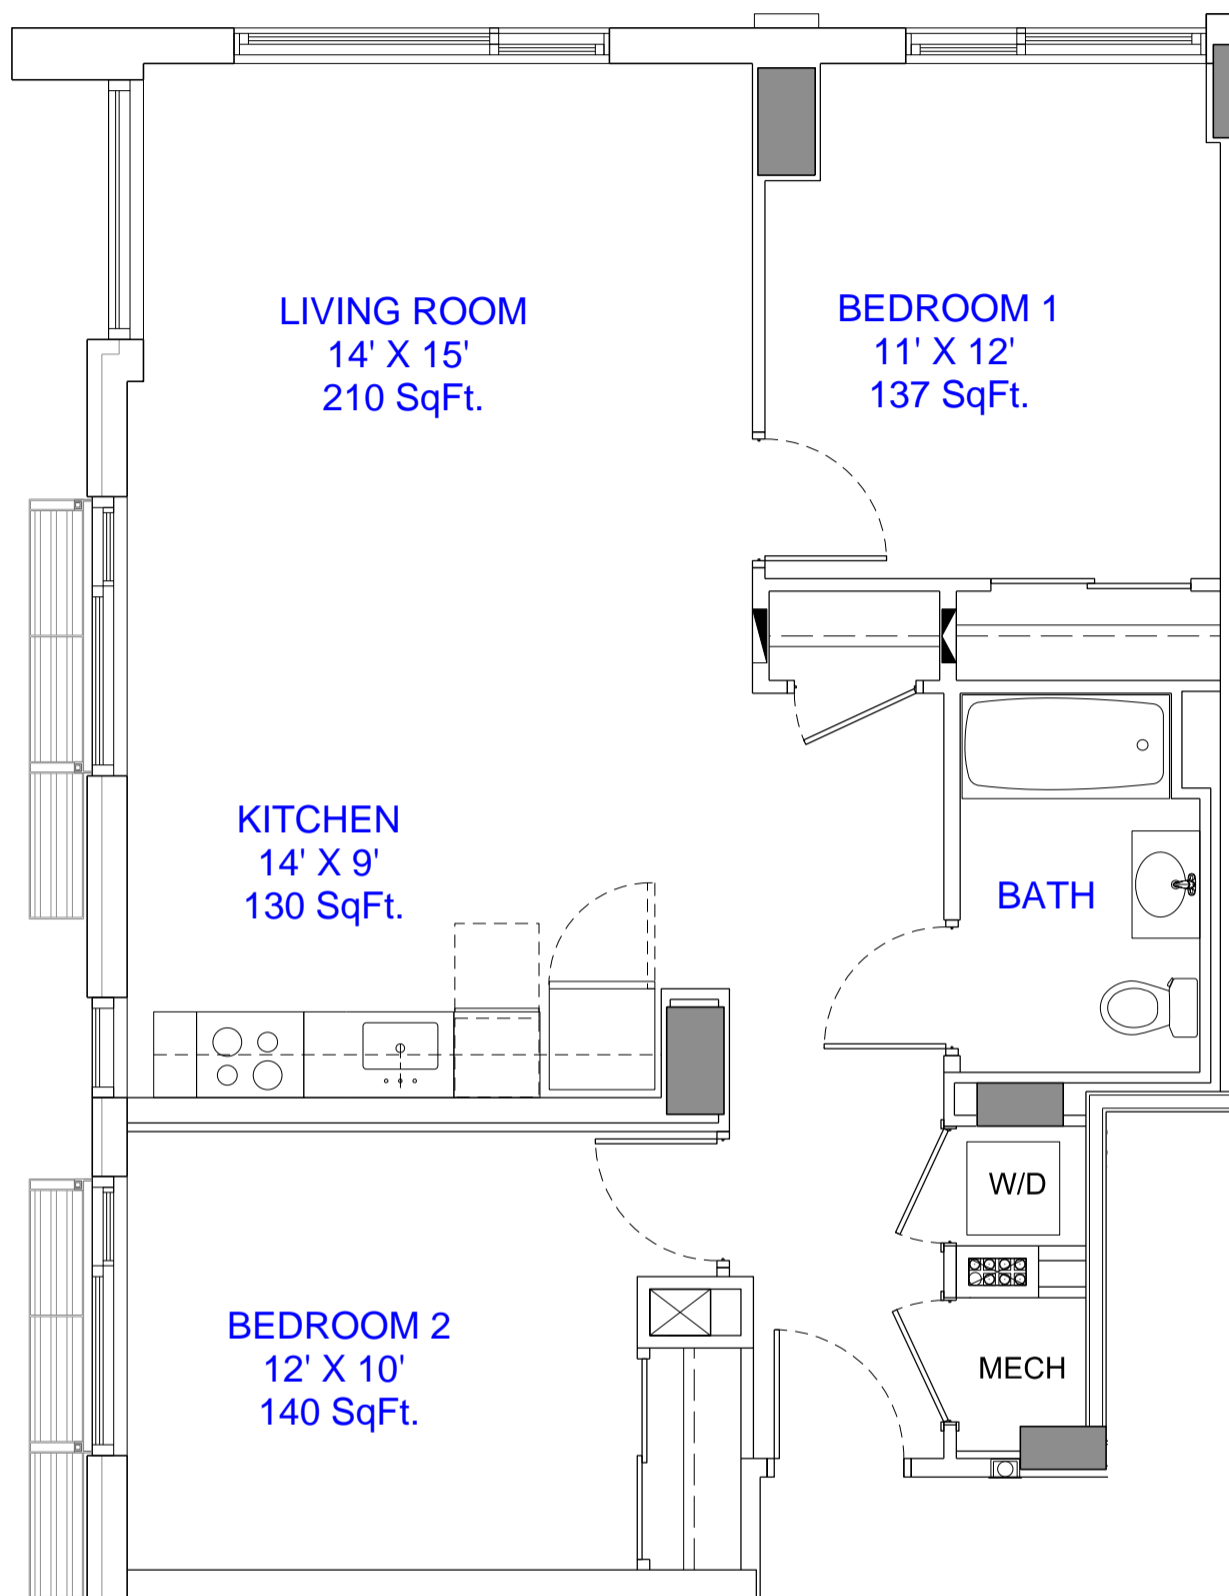 LIVING ROOM
14' X 15'
210 SqFt.
BEDROOM 1
11' X 12'
137 SqFt.
KITCHEN
14' X 9'
130 SqFt.
BATH
W/D
BEDROOM 2
12' X 10'
140 SqFt.
MECH